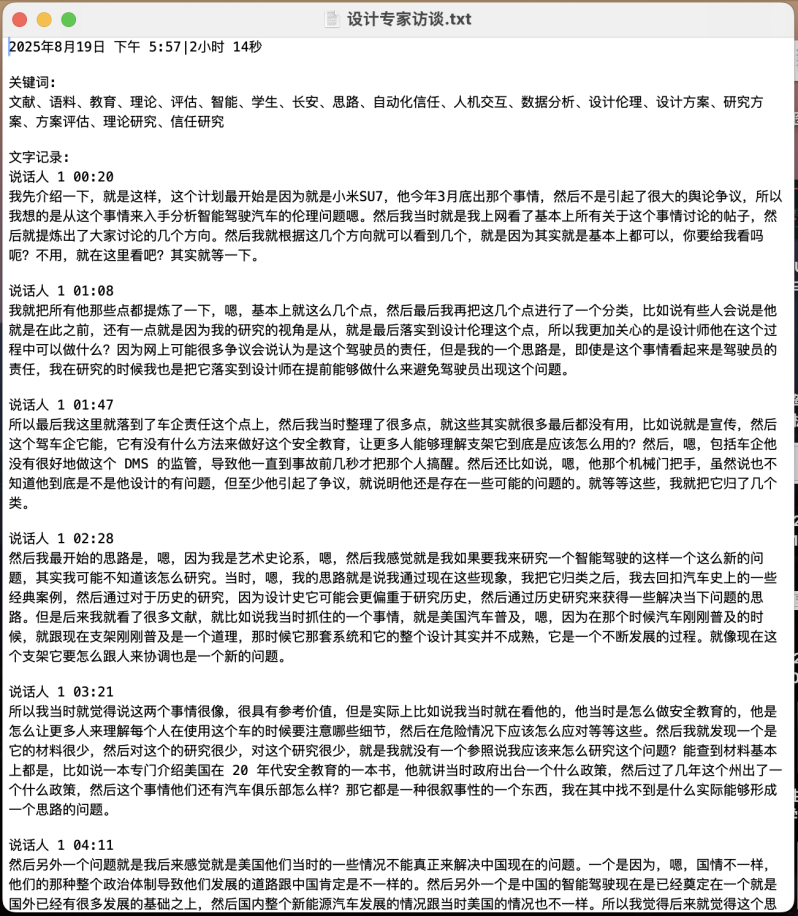 设计专家访谈.txt
2025年8月19日 下午 5:57|2小时 14秒
关键词:
文献、语料、教育、理论、评估、智能、学生、长安、思路、自动化信任、人机交互、数据分析、设计伦理、设计方案、研究方
案、方案评估、理论研究、信任研究
文字记录:
说话人 1 00:20
我先介绍一下，就是这样，这个计划最开始是因为就是小米SU7，他今年3月底出那个事情，然后不是引起了很大的舆论争议，所以
我想的是从这个事情来入手分析智能驾驶汽车的伦理问题嗯。然后我当时就是我上网看了基本上所有关于这个事情讨论的帖子，然
后就提炼出了大家讨论的几个方向。然后我就根据这几个方向就可以看到几个，就是因为其实就是基本上都可以，你要给我看吗
呃？不用，就在这里看吧？其实就等一下。
说话人 1 01:08
我就把所有他那些点都提炼了一下，嗯，基本上就这么几个点，然后最后我再把这几个点进行了一个分类，比如说有些人会说是他
就是在此之前，还有一点就是因为我的研究的视角是从，就是最后落实到设计伦理这个点，所以我更加关心的是设计师他在这个过
程中可以做什么？因为网上可能很多争议会说认为是这个驾驶员的责任，但是我的一个思路是，即使是这个事情看起来是驾驶员的
责任，我在研究的时候我也是把它落实到设计师在提前能够做什么来避免驾驶员出现这个问题。
说话人 1 01:47
所以最后我这里就落到了车企责任这个点上，然后我当时整理了很多点，就这些其实就很多最后都没有用，比如说就是宣传，然后
这个驾车企它能，它有没有什么方法来做好这个安全教育，让更多人能够理解支架它到底是应该怎么用的？然后，嗯，包括车企他
没有很好地做这个 DMS 的监管，导致他一直到事故前几秒才把那个人搞醒。然后还比如说，嗯，他那个机械门把手，虽然说也不
知道他到底是不是他设计的有问题，但至少他引起了争议，就说明他还是存在一些可能的问题的。就等等这些，我就把它归了几个
类。
说话人 1 02:28
然后我最开始的思路是，嗯，因为我是艺术史论系，嗯，然后我感觉就是我如果要我来研究一个智能驾驶的这样一个这么新的问
题，其实我可能不知道该怎么研究。当时，嗯，我的思路就是说我通过现在这些现象，我把它归类之后，我去回扣汽车史上的一些
经典案例，然后通过对于历史的研究，因为设计史它可能会更偏重于研究历史，然后通过历史研究来获得一些解决当下问题的思
路。但是后来我就看了很多文献，就比如说我当时抓住的一个事情，就是美国汽车普及，嗯，因为在那个时候汽车刚刚普及的时
候，就跟现在支架刚刚普及是一个道理，那时候它那套系统和它的整个设计其实并不成熟，它是一个不断发展的过程。就像现在这
个支架它要怎么跟人来协调也是一个新的问题。
说话人 1 03:21
所以我当时就觉得说这两个事情很像，很具有参考价值，但是实际上比如说我当时就在看他的，他当时是怎么做安全教育的，他是
怎么让更多人来理解每个人在使用这个车的时候要注意哪些细节，然后在危险情况下应该怎么应对等等这些。然后我就发现一个是
它的材料很少，然后对这个的研究很少，对这个研究很少，就是我就没有一个参照说我应该来怎么研究这个问题？能查到材料基本
上都是，比如说一本专门介绍美国在 20 年代安全教育的一本书，他就讲当时政府出台一个什么政策，然后过了几年这个州出了一
个什么政策，然后这个事情他们还有汽车俱乐部怎么样？那它都是一种很叙事性的一个东西，我在其中找不到是什么实际能够形成
一个思路的问题。
说话人 1 04:11
然后另外一个问题就是我后来感觉就是美国他们当时的一些情况不能真正来解决中国现在的问题。一个是因为，嗯，国情不一样，
他们的那种整个政治体制导致他们发展的道路跟中国肯定是不一样的。然后另外一个是中国的智能驾驶现在是已经奠定在一个就是
国外已经有很多发展的基础之上，然后国内整个新能源汽车发展的情况跟当时美国的情况也不一样。所以我觉得后来就觉得这个思